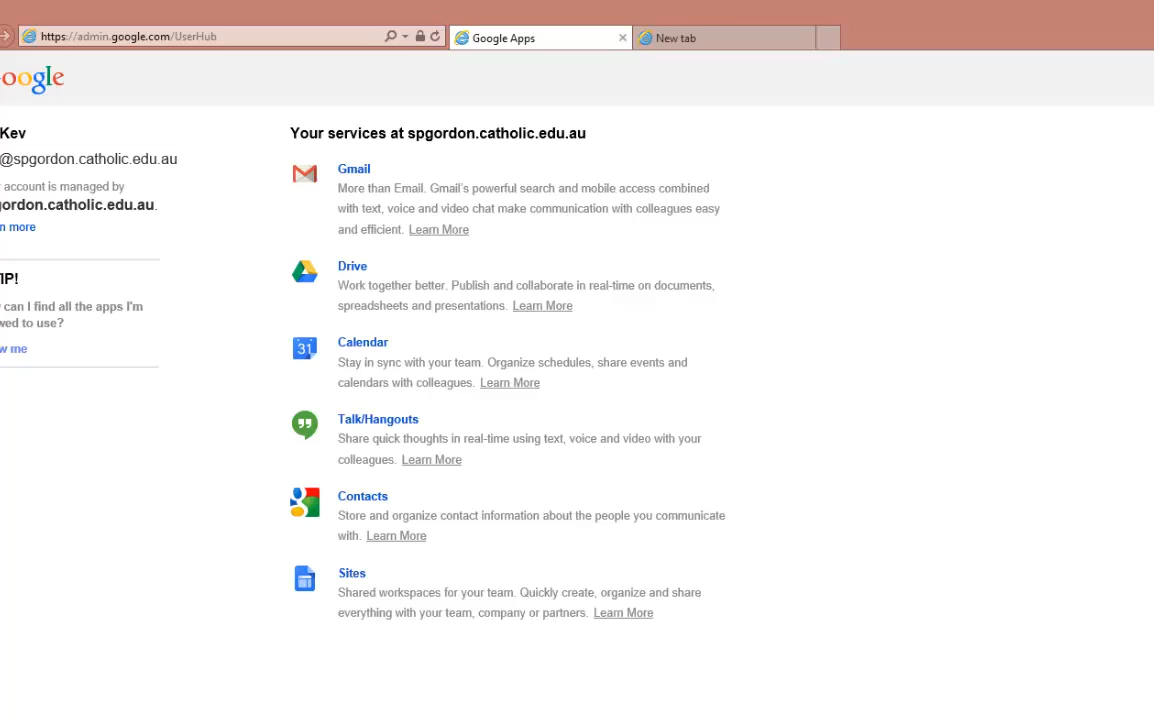 https://admin.google.com/UserHub
Google Apps
New tab
oogle
Kev
@spgordon.catholic.edu.au
account is managed by
gordon.catholic.edu.au.
n more
IP!
can I find all the apps I'm
wed to use?
w me
Your services at spgordon.catholic.edu.au
Gmail
More than Email. Gmail's powerful search and mobile access combined
with text, voice and video chat make communication with colleagues easy
and efficient. Learn More
Drive
Work together better. Publish and collaborate in real-time on documents,
spreadsheets and presentations. Learn More
31
Calendar
Stay in sync with your team. Organize schedules, share events and
calendars with colleagues. Learn More
Talk/Hangouts
Share quick thoughts in real-time using text, voice and video with your
colleagues. Learn More
Contacts
Store and organize contact information about the people you communicate
with. Learn More
Sites
Shared workspaces for your team. Quickly create, organize and share
everything with your team, company or partners. Learn More